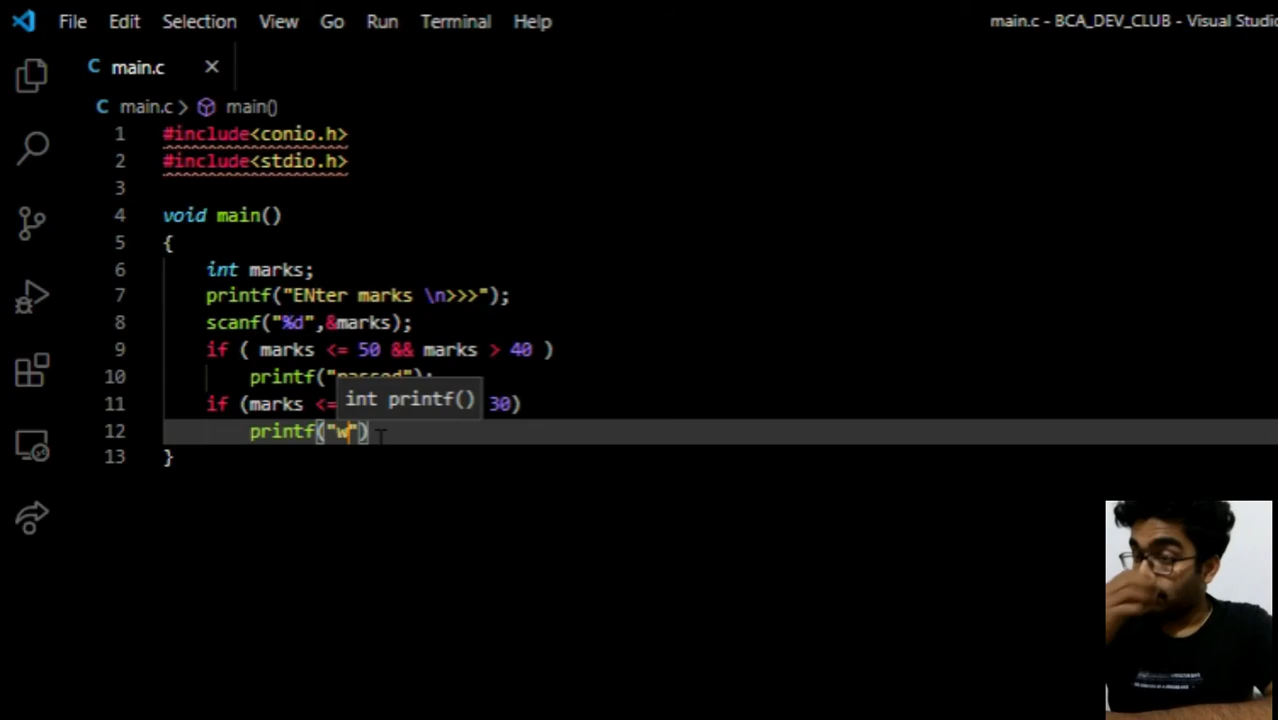 File Edit Selection View Go Run Terminal Help main.c - BCA_DEV_CLUB - Visual
main.c
main.c > main()
1 #include<conio.h>
2 #include<stdio.h>
3
4 void main()
5 {
6 int marks;
7 printf("ENter marks \n>>>");
8 scanf("%d",&marks);
9 if ( marks <= 50 && marks > 40 )
10 printf("passed");
11 if (marks <= 30)
int printf()
12 printf("w")
13 }